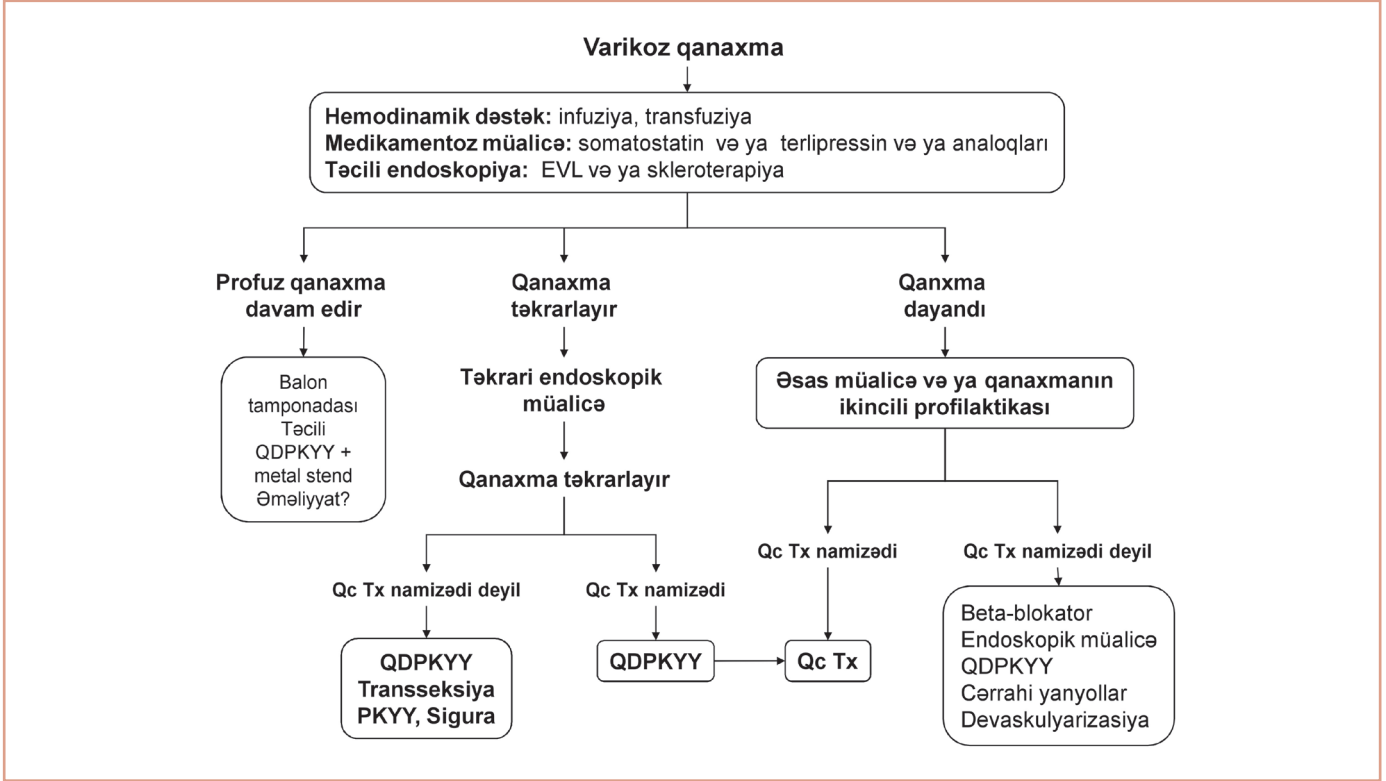 Varikoz qanaxma
Hemodinamik dəstək: infuziya, transfuziya
Medikamentoz müalicə: somatostatin və ya terlipressin və ya analoqları
Təcili endoskopiya: EVL və ya skleroterapiya
Profuz qanaxma
davam edir
Balon
tamponadası
Təcili
QDPKYY +
metal stend
Əməliyyat?
Qanaxma
təkrarlayır
Təkrari endoskopik
müalicə
Qanaxma təkrarlayır
Qc Tx namizədi deyil
QDPKYY
Transseksiya
PKYY, Sigura
Qc Tx namizədi
QDPKYY
Qanxma
dayandı
Əsas müalicə və ya qanaxmanın
ikincili profilaktikası
Qc Tx namizədi
Qc Tx
Qc Tx namizədi deyil
Beta-blokator
Endoskopik müalicə
QDPKYY
Cərrahi yanyollar
Devaskulyarizasiya